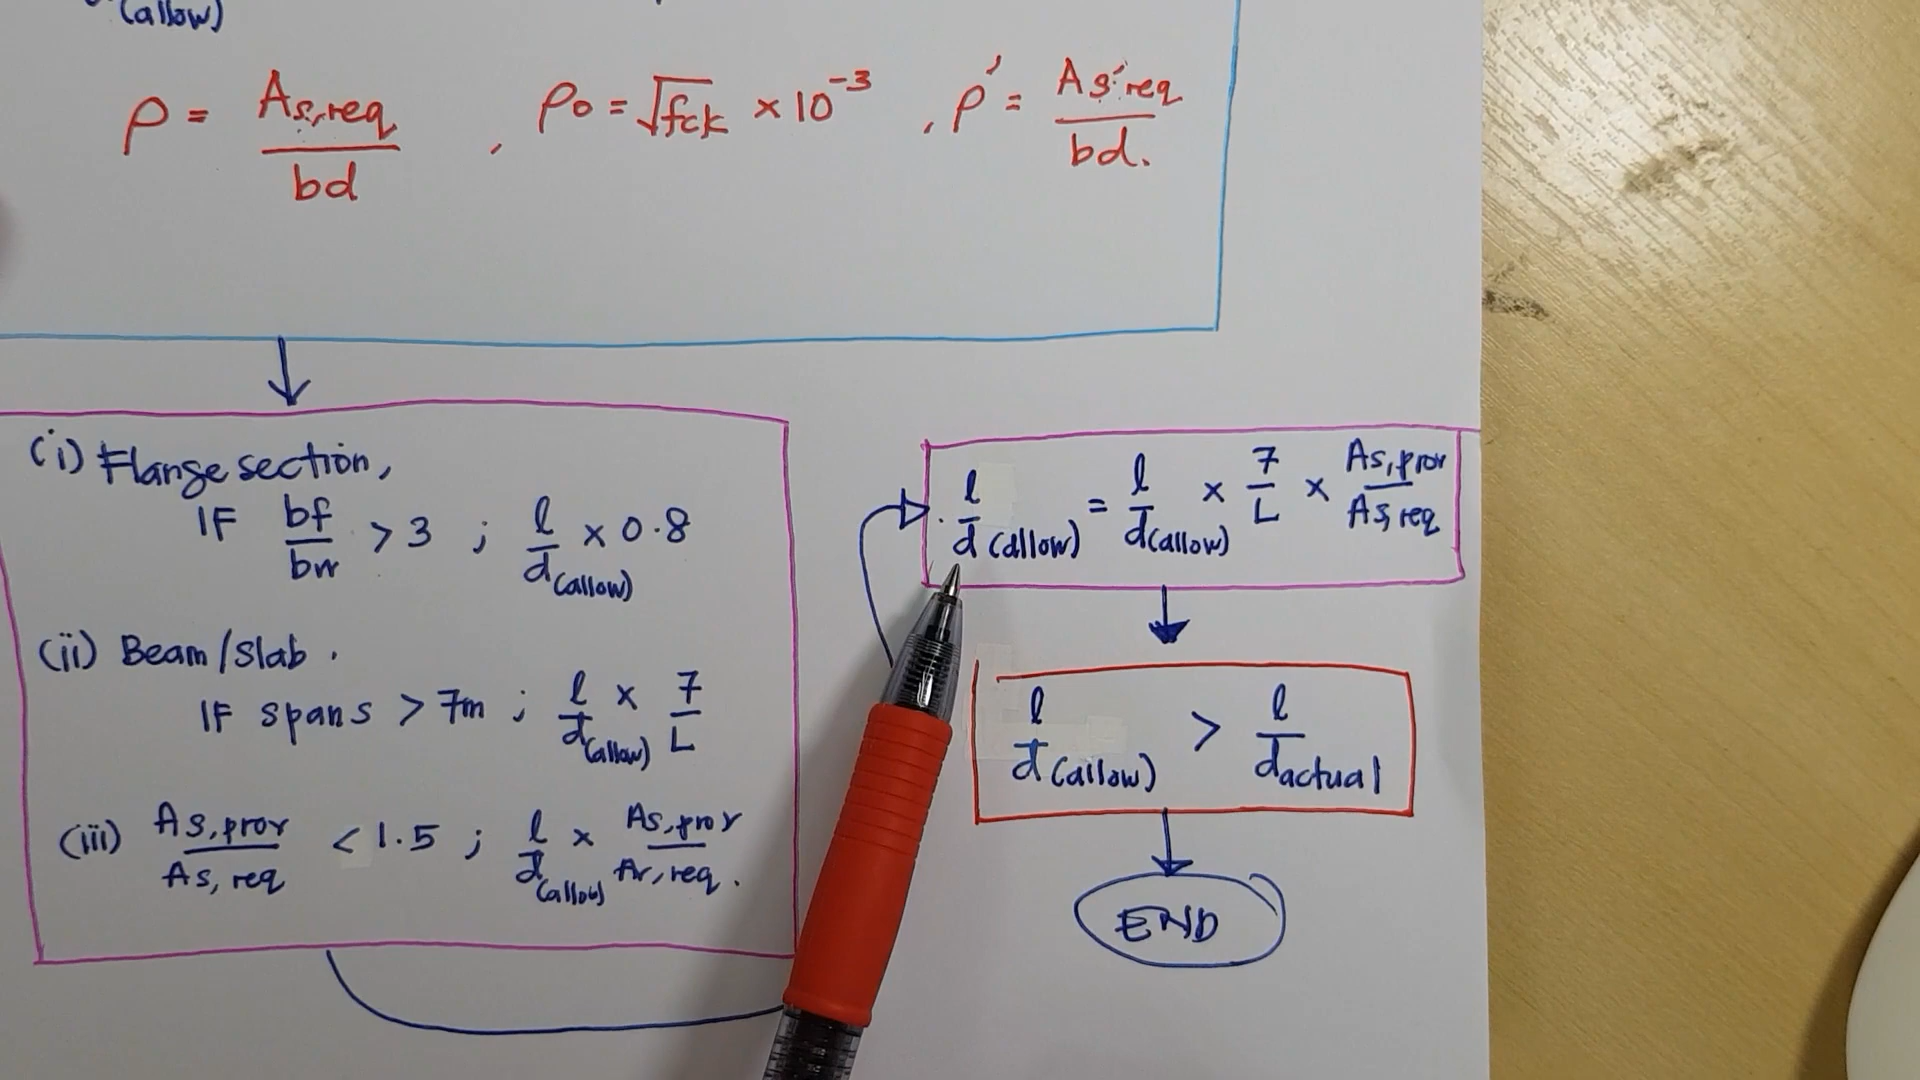 (allow)
ρ = As,req / bd , ρo = √fck × 10⁻³ , ρ' = As'req / bd.
(i) Flange section,
IF bf / bw > 3 ; l / d(allow) × 0.8
(ii) Beam/Slab.
IF spans > 7m ; l / d(allow) × 7 / L
(iii) As,prov / As,req < 1.5 ; l / d(allow) × As,prov / As,req.
l / d(allow) = l / d(allow) × 7 / L × As,prov / As,req
l / d(allow) > l / dactual
END